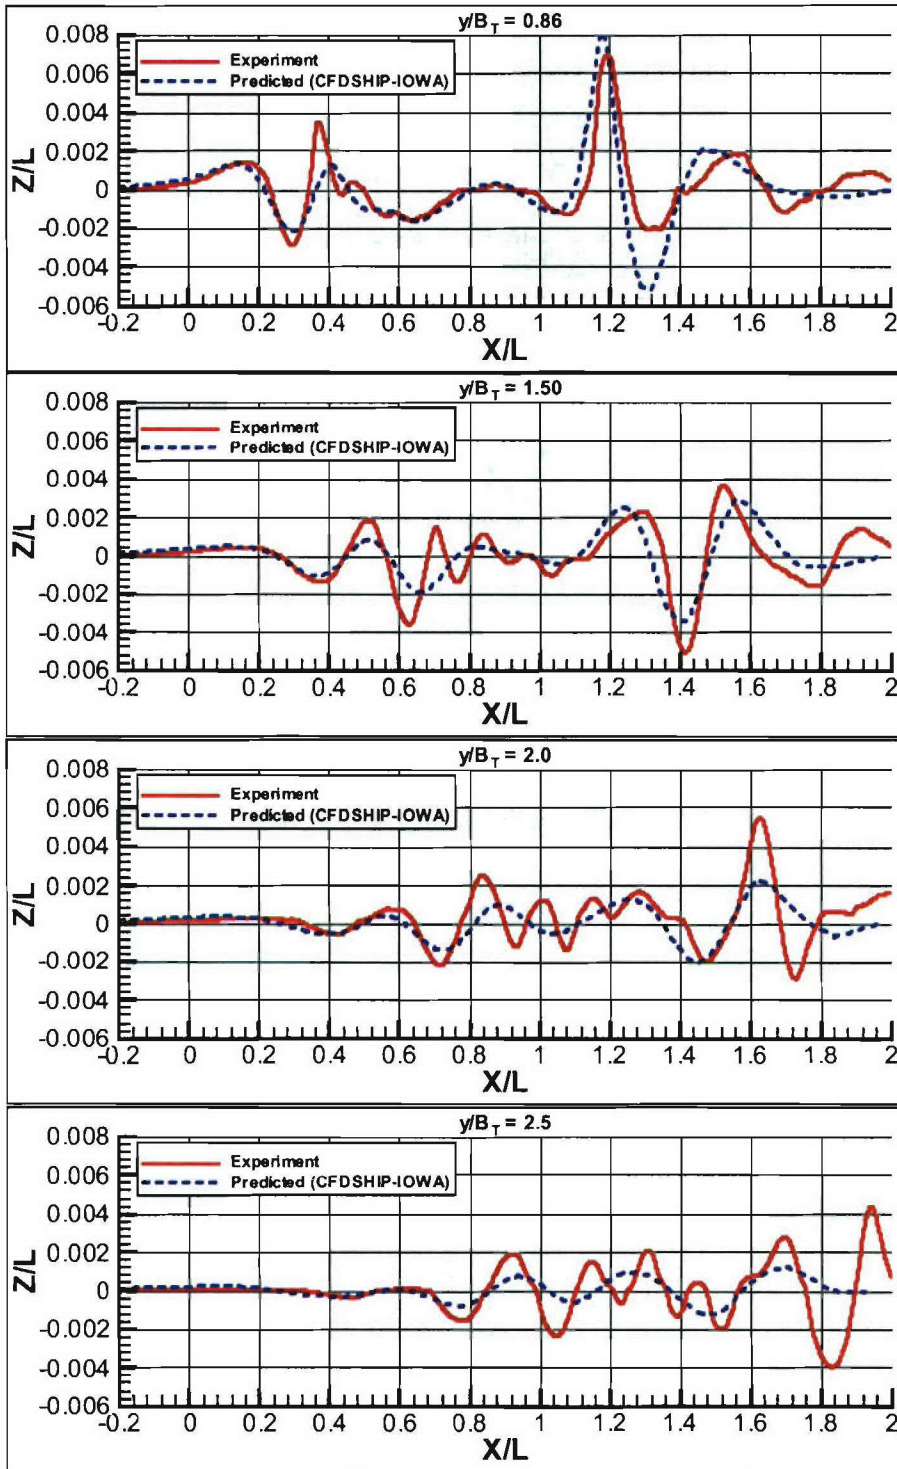 y/B_T = 0.86
Z/L
0.008
0.006
0.004
0.002
0
-0.002
-0.004
-0.006
Experiment
Predicted (CFDSHIP-IOWA)
-0.2 0 0.2 0.4 0.6 0.8 1 1.2 1.4 1.6 1.8 2
X/L
y/B_T = 1.50
Z/L
0.008
0.006
0.004
0.002
0
-0.002
-0.004
-0.006
Experiment
Predicted (CFDSHIP-IOWA)
-0.2 0 0.2 0.4 0.6 0.8 1 1.2 1.4 1.6 1.8 2
X/L
y/B_T = 2.0
Z/L
0.008
0.006
0.004
0.002
0
-0.002
-0.004
-0.006
Experiment
Predicted (CFDSHIP-IOWA)
-0.2 0 0.2 0.4 0.6 0.8 1 1.2 1.4 1.6 1.8 2
X/L
y/B_T = 2.5
Z/L
0.008
0.006
0.004
0.002
0
-0.002
-0.004
-0.006
Experiment
Predicted (CFDSHIP-IOWA)
-0.2 0 0.2 0.4 0.6 0.8 1 1.2 1.4 1.6 1.8 2
X/L